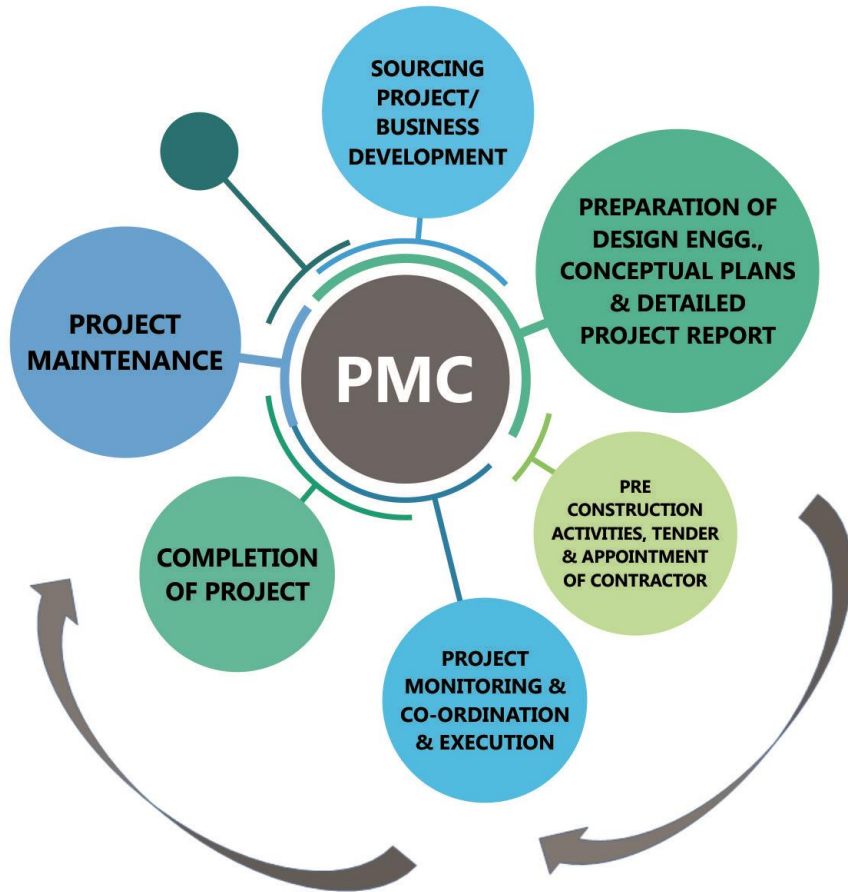 SOURCING
PROJECT/
BUSINESS
DEVELOPMENT
PREPARATION OF
DESIGN ENGG.,
CONCEPTUAL PLANS
& DETAILED
PROJECT REPORT
PRE
CONSTRUCTION
ACTIVITIES, TENDER
& APPOINTMENT
OF CONTRACTOR
PROJECT
MONITORING &
CO-ORDINATION
& EXECUTION
COMPLETION
OF PROJECT
PROJECT
MAINTENANCE
PMC